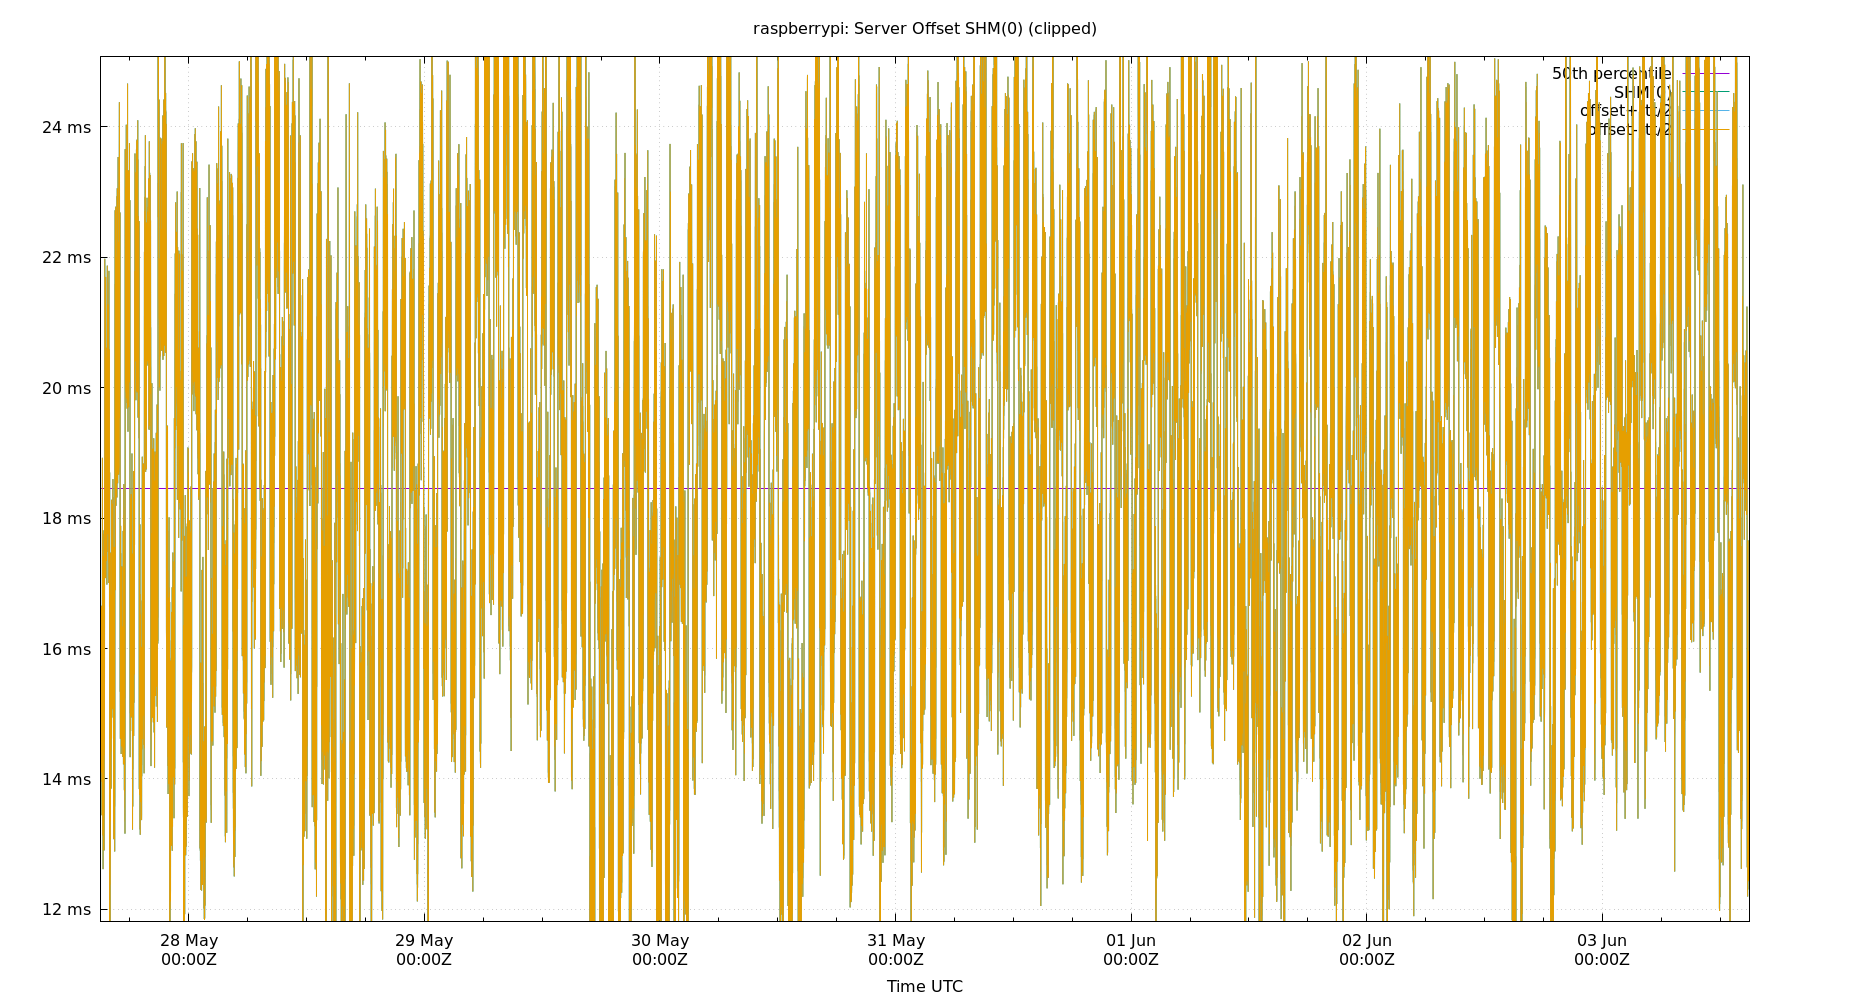 raspberrypi: Server Offset SHM(0) (clipped)
50th percentile
SHM(0)
offset+rtt/2
offset-rtt/2
24 ms
22 ms
20 ms
18 ms
16 ms
14 ms
12 ms
28 May
00:00Z
29 May
00:00Z
30 May
00:00Z
31 May
00:00Z
01 Jun
00:00Z
02 Jun
00:00Z
03 Jun
00:00Z
Time UTC